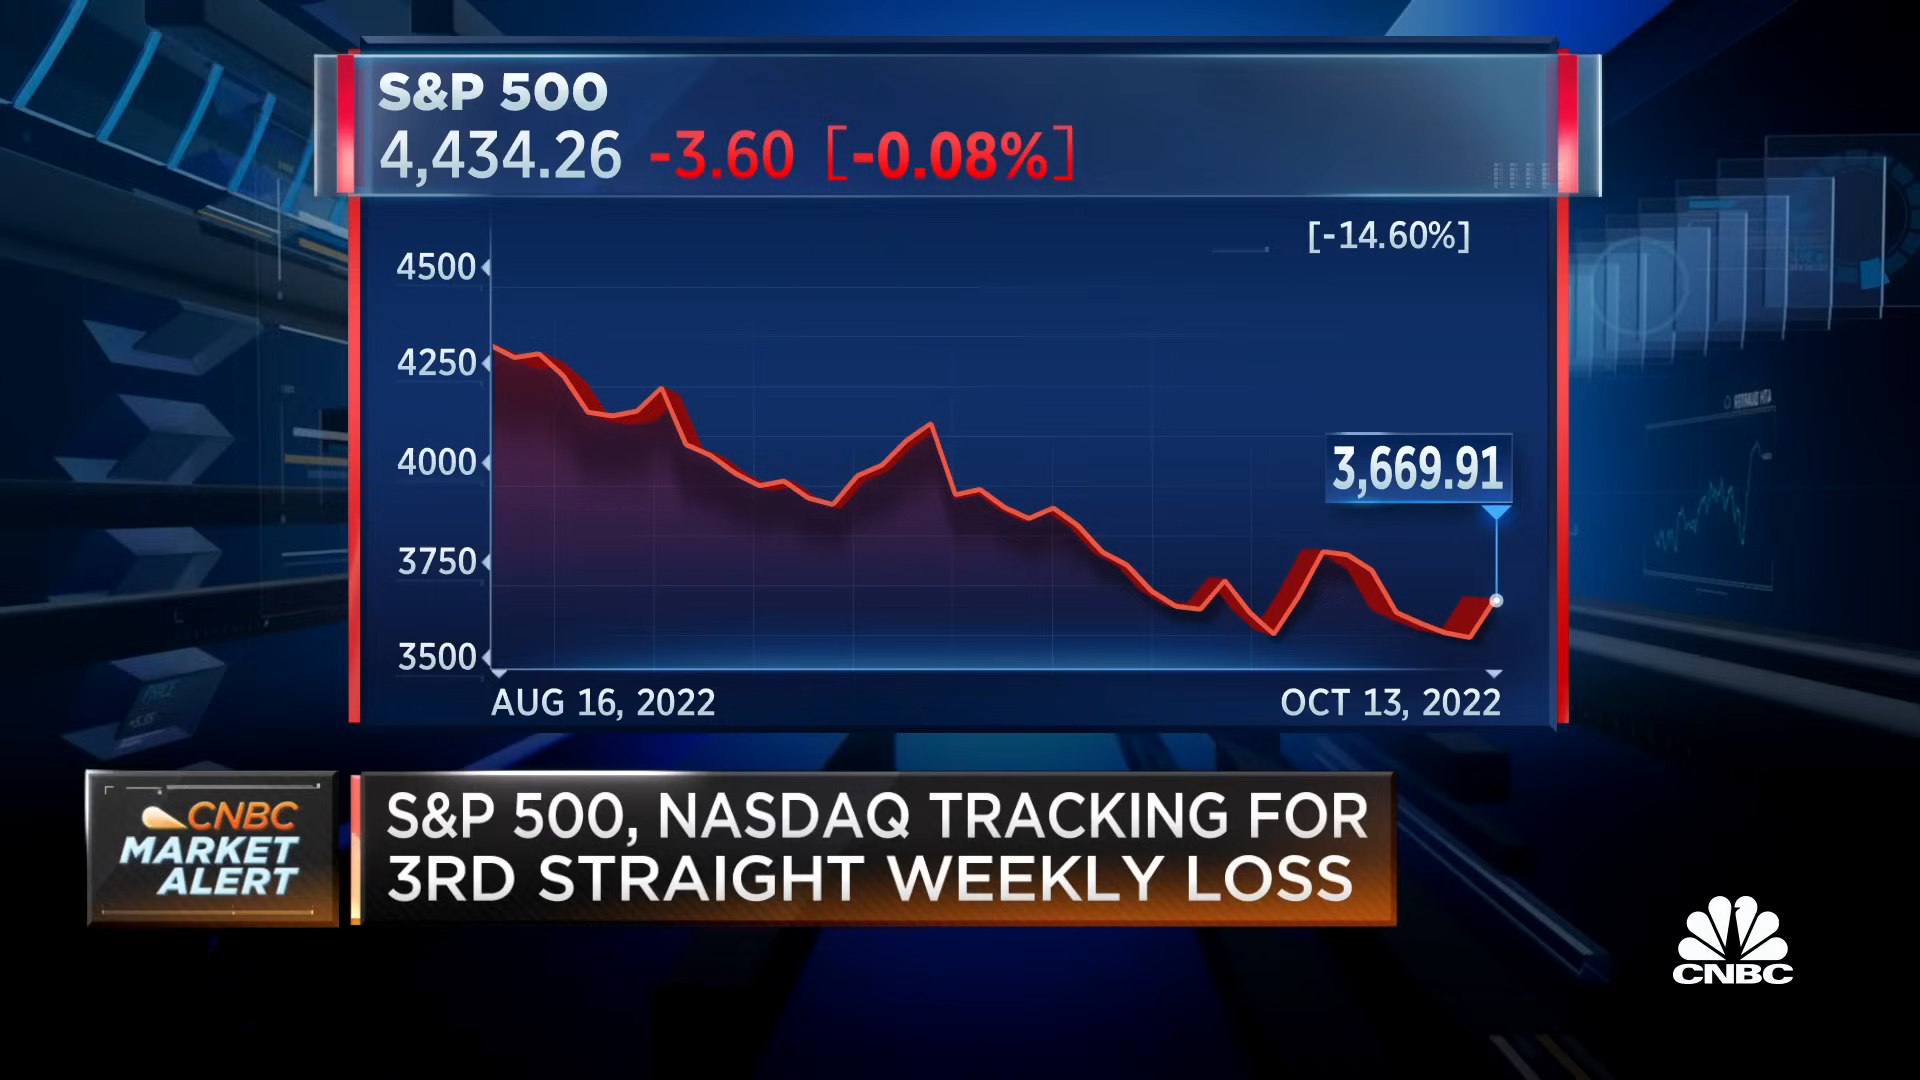 S&P 500
4,434.26 -3.60 [-0.08%]
[-14.60%]
4500
4250
4000
3750
3500
3,669.91
AUG 16, 2022 OCT 13, 2022
CNBC
MARKET
ALERT
S&P 500, NASDAQ TRACKING FOR
3RD STRAIGHT WEEKLY LOSS
CNBC
PRICE